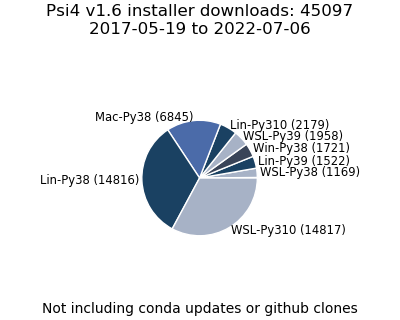 Psi4 v1.6 installer downloads: 45097
2017-05-19 to 2022-07-06
Mac-Py38 (6845)
Lin-Py310 (2179)
WSL-Py39 (1958)
Win-Py38 (1721)
Lin-Py39 (1522)
WSL-Py38 (1169)
Lin-Py38 (14816)
WSL-Py310 (14817)
Not including conda updates or github clones